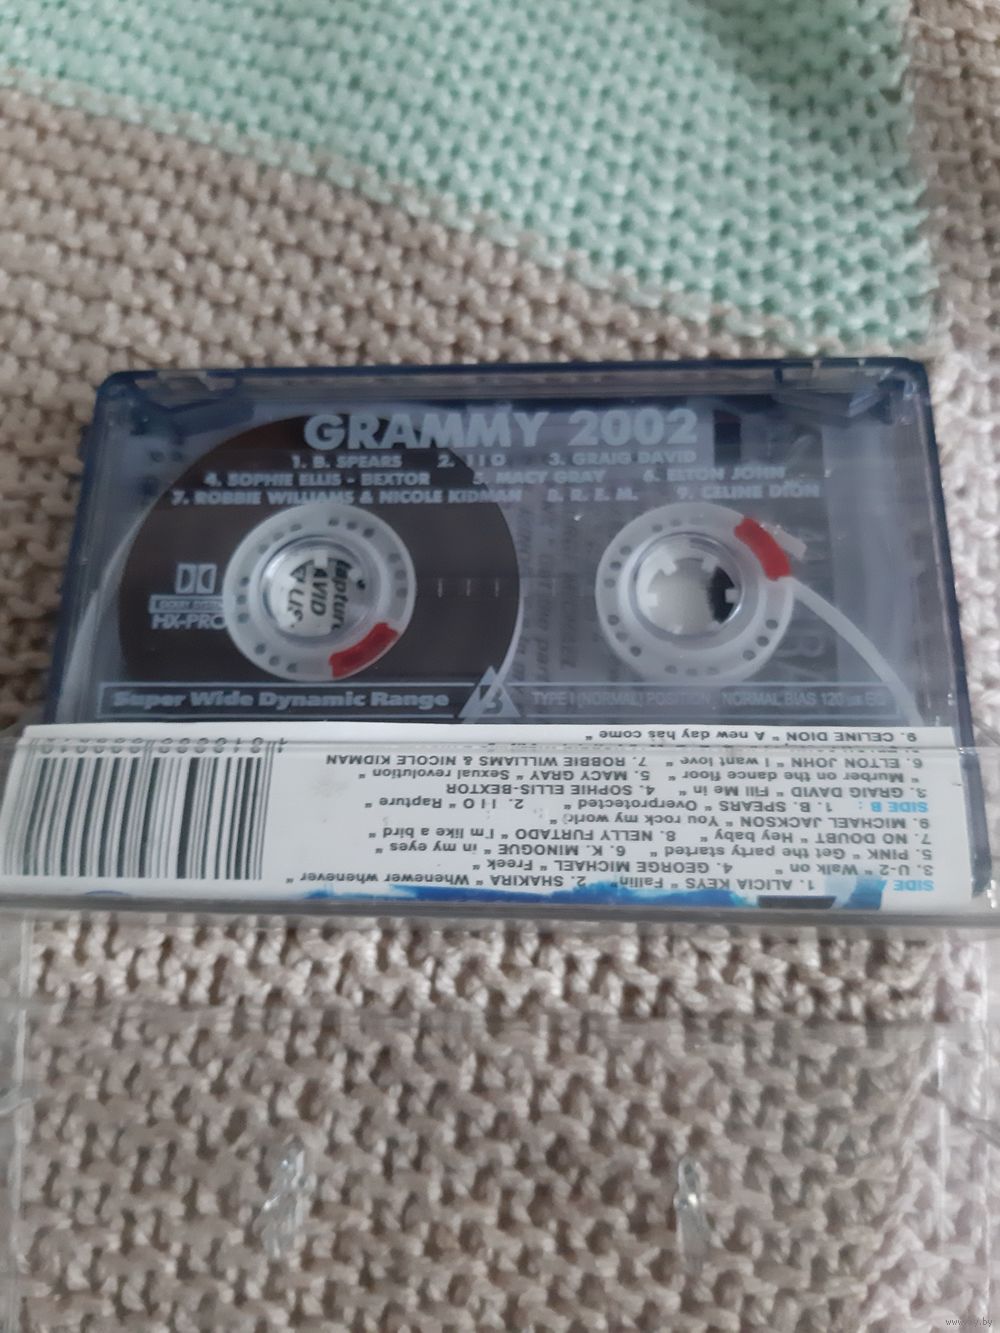 GRAMMY 2002
1. B. SPEARS 2. I I O 3. GRAIG DAVID
4. SOPHIE ELLIS - BEXTOR 5. MACY GRAY 6. ELTON JOHN
7. ROBBIE WILLIAMS & NICOLE KIDMAN 8. R. E. M. 9. CELINE DION
HX-PRO
B
Super Wide Dynamic Range
TYPE I (NORMAL) POSITION NORMAL BIAS 120 µs EQ
SIDE A 1. ALICIA KEYS " Fallin" 2. SHAKIRA " Whenewer whenever "
3. U-2 " Walk on " 4. GEORGE MICHAEL " Freek "
5. PINK " Get the party started " 6. K. MINOGUE " in my eyes "
7. NO DOUBT " Hey baby " 8. NELLY FURTADO " I'm like a bird "
9. MICHAEL JACKSON " You rock my world "
SIDE B : 1. B. SPEARS " Overprotected " 2. I I O " Rapture "
3. GRAIG DAVID " Fill Me in " 4. SOPHIE ELLIS-BEXTOR
" Murber on the dance floor " 5. MACY GRAY " Sexual revolution "
6. ELTON JOHN " I want love " 7. ROBBIE WILLIAMS & NICOLE KIDMAN
9. CELINE DION " A new day has come "